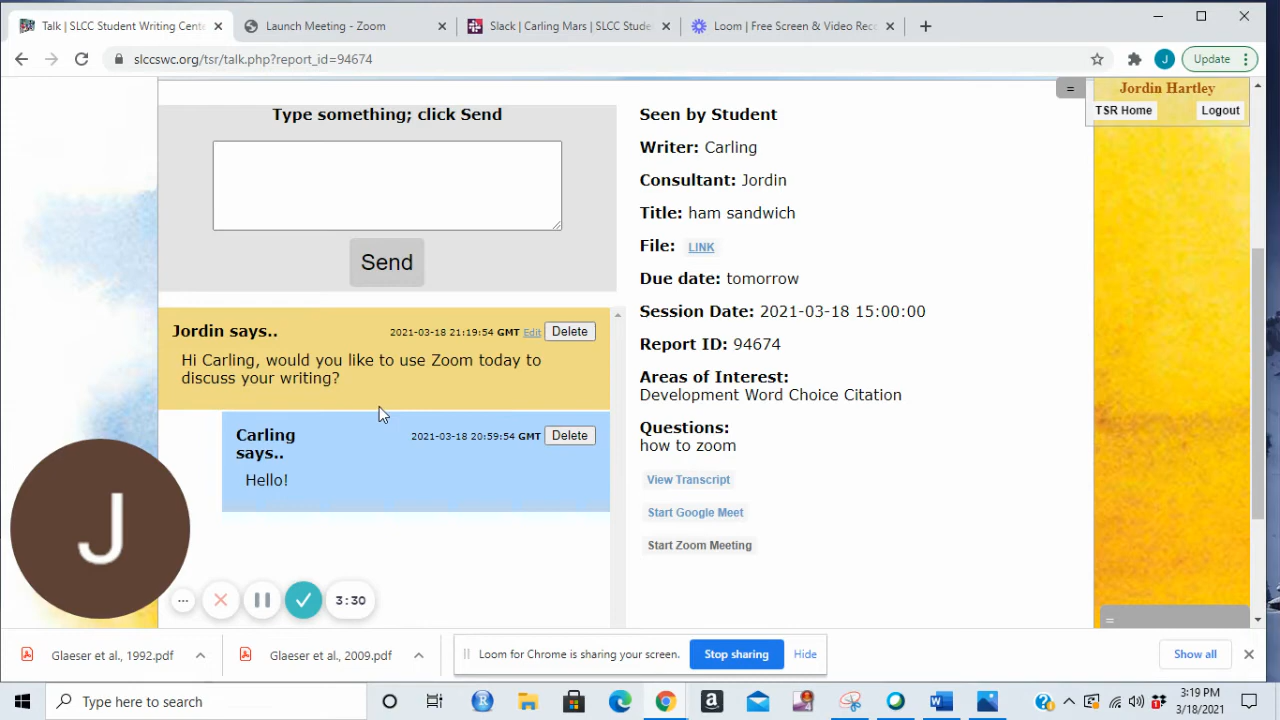 Talk | SLCC Student Writing Cente
Launch Meeting - Zoom
Slack | Carling Mars | SLCC Stude
Loom | Free Screen & Video Reco
slccswc.org/tsr/talk.php?report_id=94674
J
Update
=
Jordin Hartley
TSR Home
Logout
Type something; click Send
Send
Jordin says..
2021-03-18 21:19:54 GMT Edit
Delete
Hi Carling, would you like to use Zoom today to
discuss your writing?
Carling
says..
2021-03-18 20:59:54 GMT
Delete
Hello!
Seen by Student
Writer: Carling
Consultant: Jordin
Title: ham sandwich
File: LINK
Due date: tomorrow
Session Date: 2021-03-18 15:00:00
Report ID: 94674
Areas of Interest:
Development Word Choice Citation
Questions:
how to zoom
View Transcript
Start Google Meet
Start Zoom Meeting
=
J
...
3:30
Glaeser et al., 1992.pdf
Glaeser et al., 2009.pdf
Loom for Chrome is sharing your screen.
Stop sharing
Hide
Show all
Type here to search
3:19 PM
3/18/2021